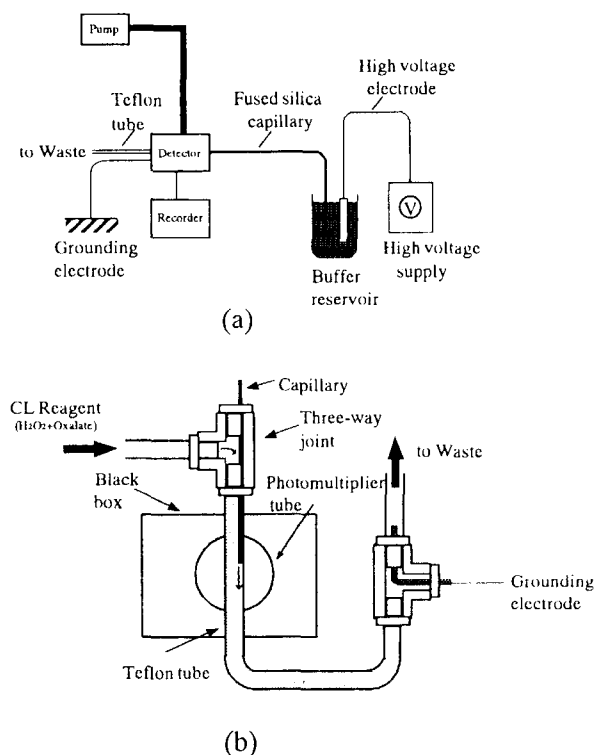 Pump
High voltage
electrode
Teflon
tube
Fused silica
capillary
to Waste
Detector
V
Recorder
Grounding
electrode
Buffer
reservoir
High voltage
supply
(a)
Capillary
CL Reagent
(H2O2+Oxalate)
Three-way
joint
to Waste
Black
box
Photomultiplier
tube
Grounding
electrode
Teflon tube
(b)